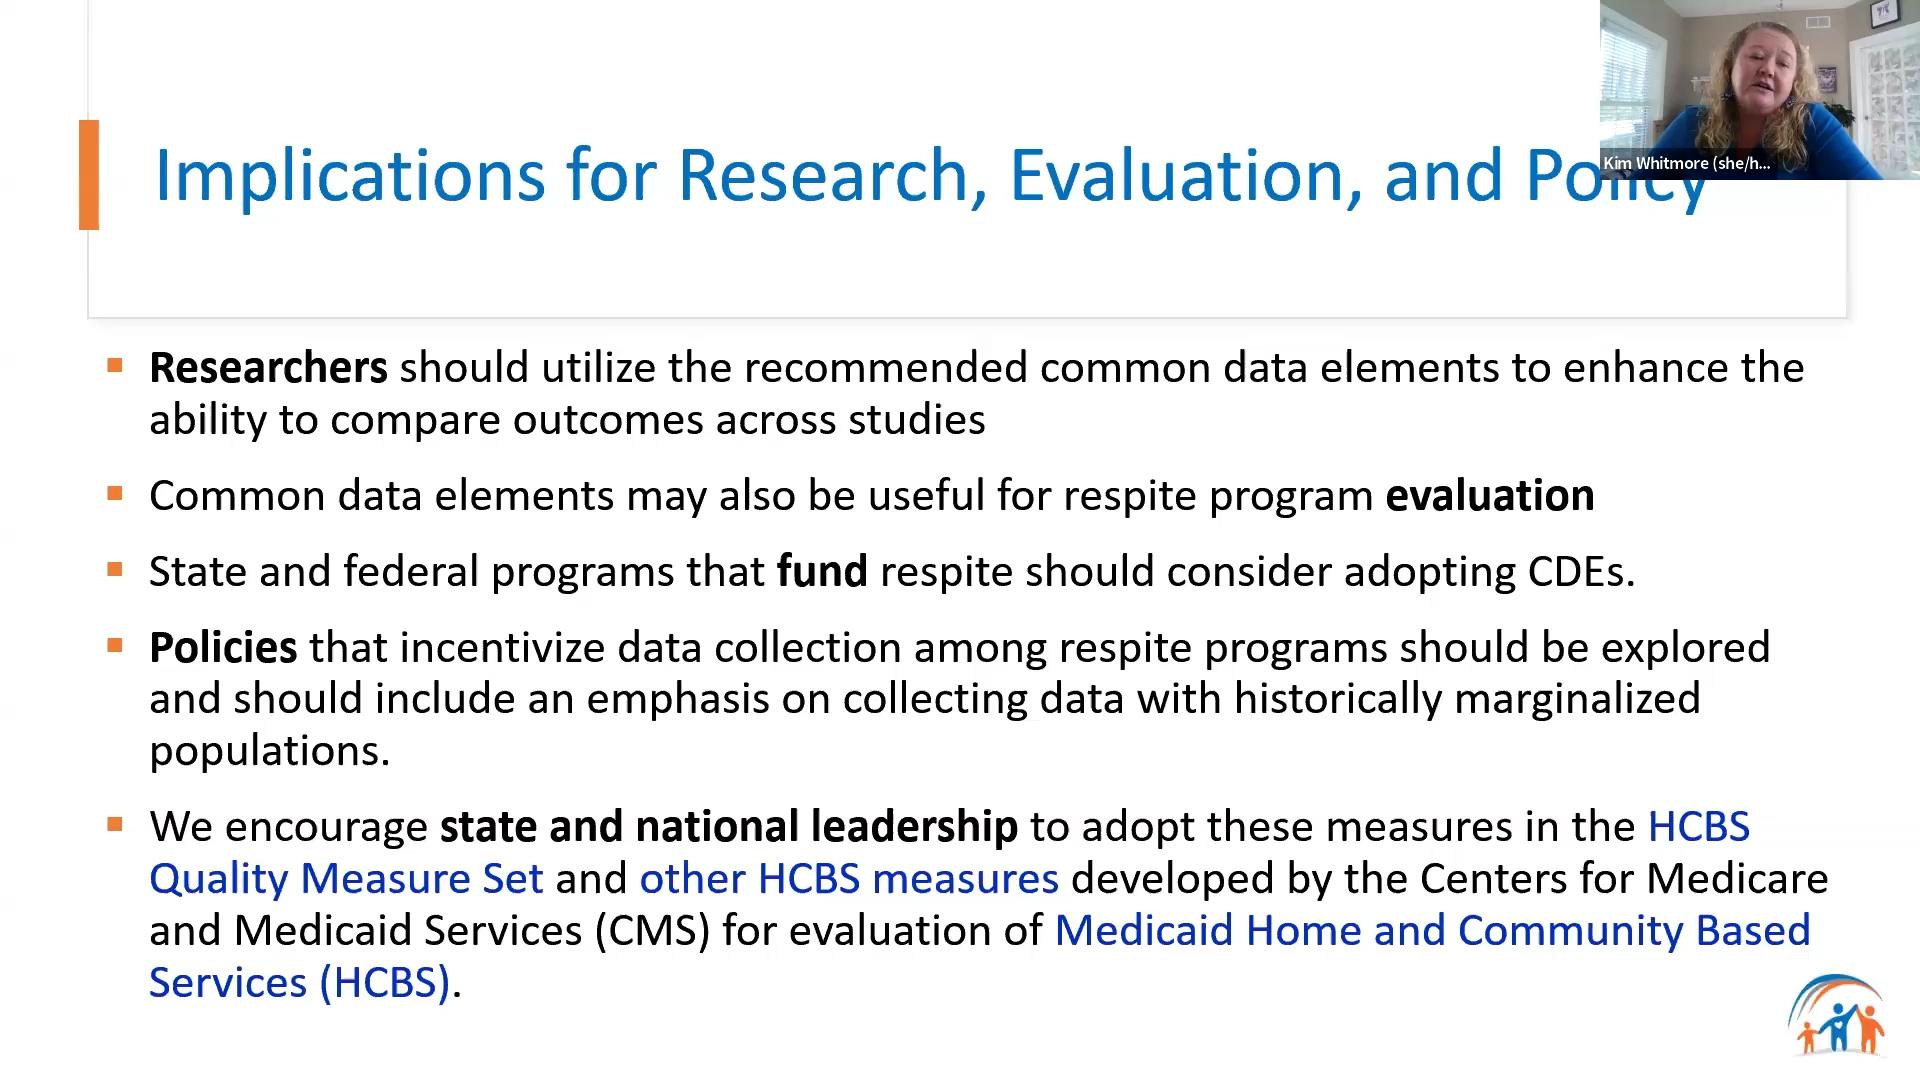 Implications for Research, Evaluation, and Policy
Kim Whitmore (she/h...
Researchers should utilize the recommended common data elements to enhance the
ability to compare outcomes across studies
Common data elements may also be useful for respite program evaluation
State and federal programs that fund respite should consider adopting CDEs.
Policies that incentivize data collection among respite programs should be explored
and should include an emphasis on collecting data with historically marginalized
populations.
We encourage state and national leadership to adopt these measures in the HCBS
Quality Measure Set and other HCBS measures developed by the Centers for Medicare
and Medicaid Services (CMS) for evaluation of Medicaid Home and Community Based
Services (HCBS).